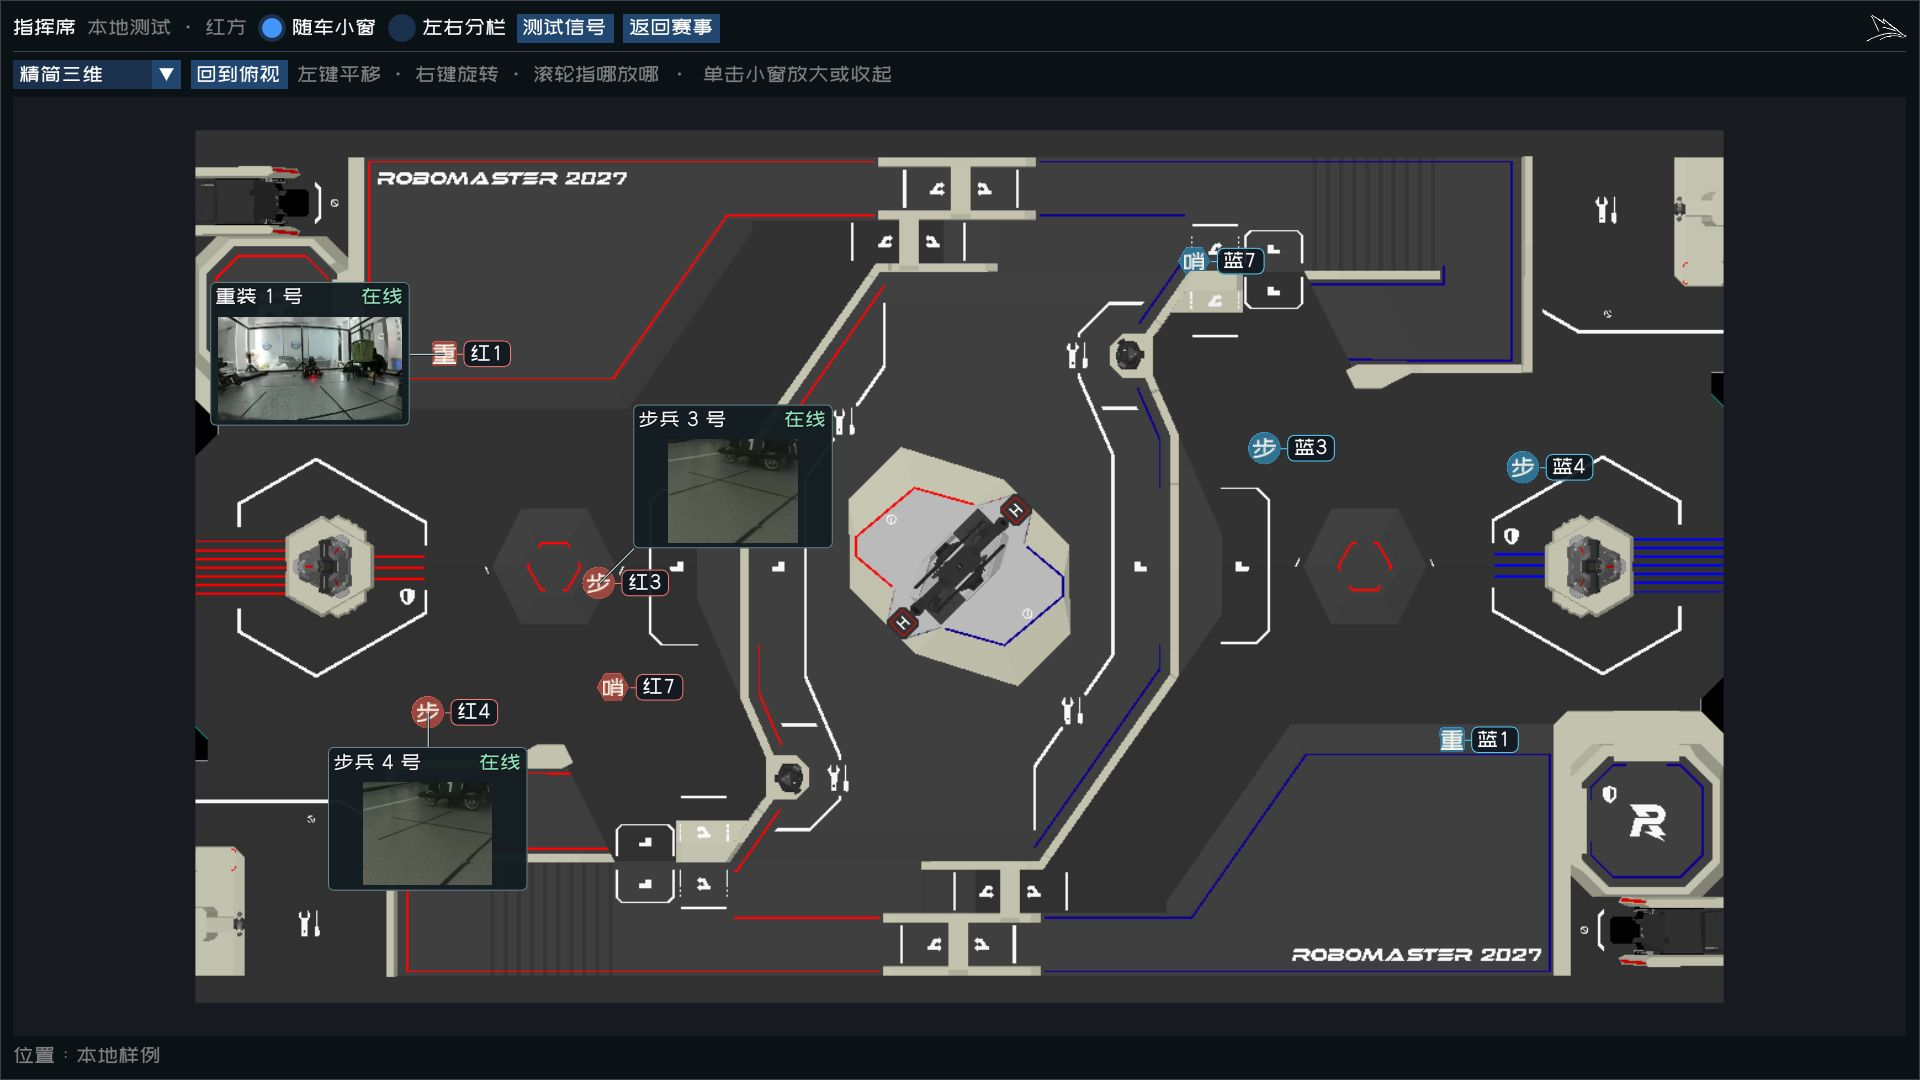 指挥席 本地测试 · 红方 随车小窗 左右分栏 测试信号 返回赛事
精简三维 ▼ 回到俯视 左键平移 · 右键旋转 · 滚轮指哪放哪 · 单击小窗放大或收起
ROBOMASTER 2027
哨 蓝7
重装 1 号 在线
重 红1
步兵 3 号 在线
步 蓝3
步 蓝4
H
H
步 红3
哨 红7
步 红4
重 蓝1
步兵 4 号 在线
R
ROBOMASTER 2027
位置：本地样例